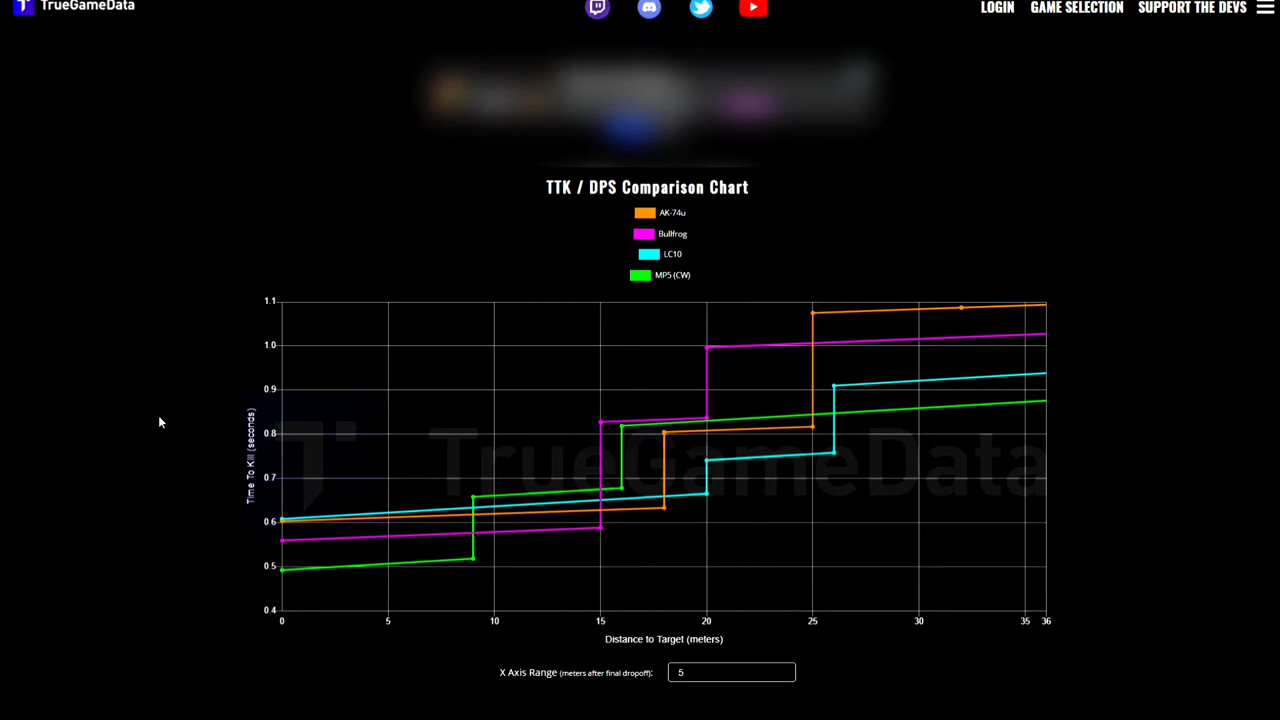 TrueGameData
LOGIN GAME SELECTION SUPPORT THE DEVS
TTK / DPS Comparison Chart
AK-74u
Bullfrog
LC10
MP5 (CW)
1.1
1.0
0.9
0.8
0.7
0.6
0.5
0.4
Time To Kill (seconds)
TrueGameData
0 5 10 15 20 25 30 35 36
Distance to Target (meters)
X Axis Range (meters after final dropoff): 5